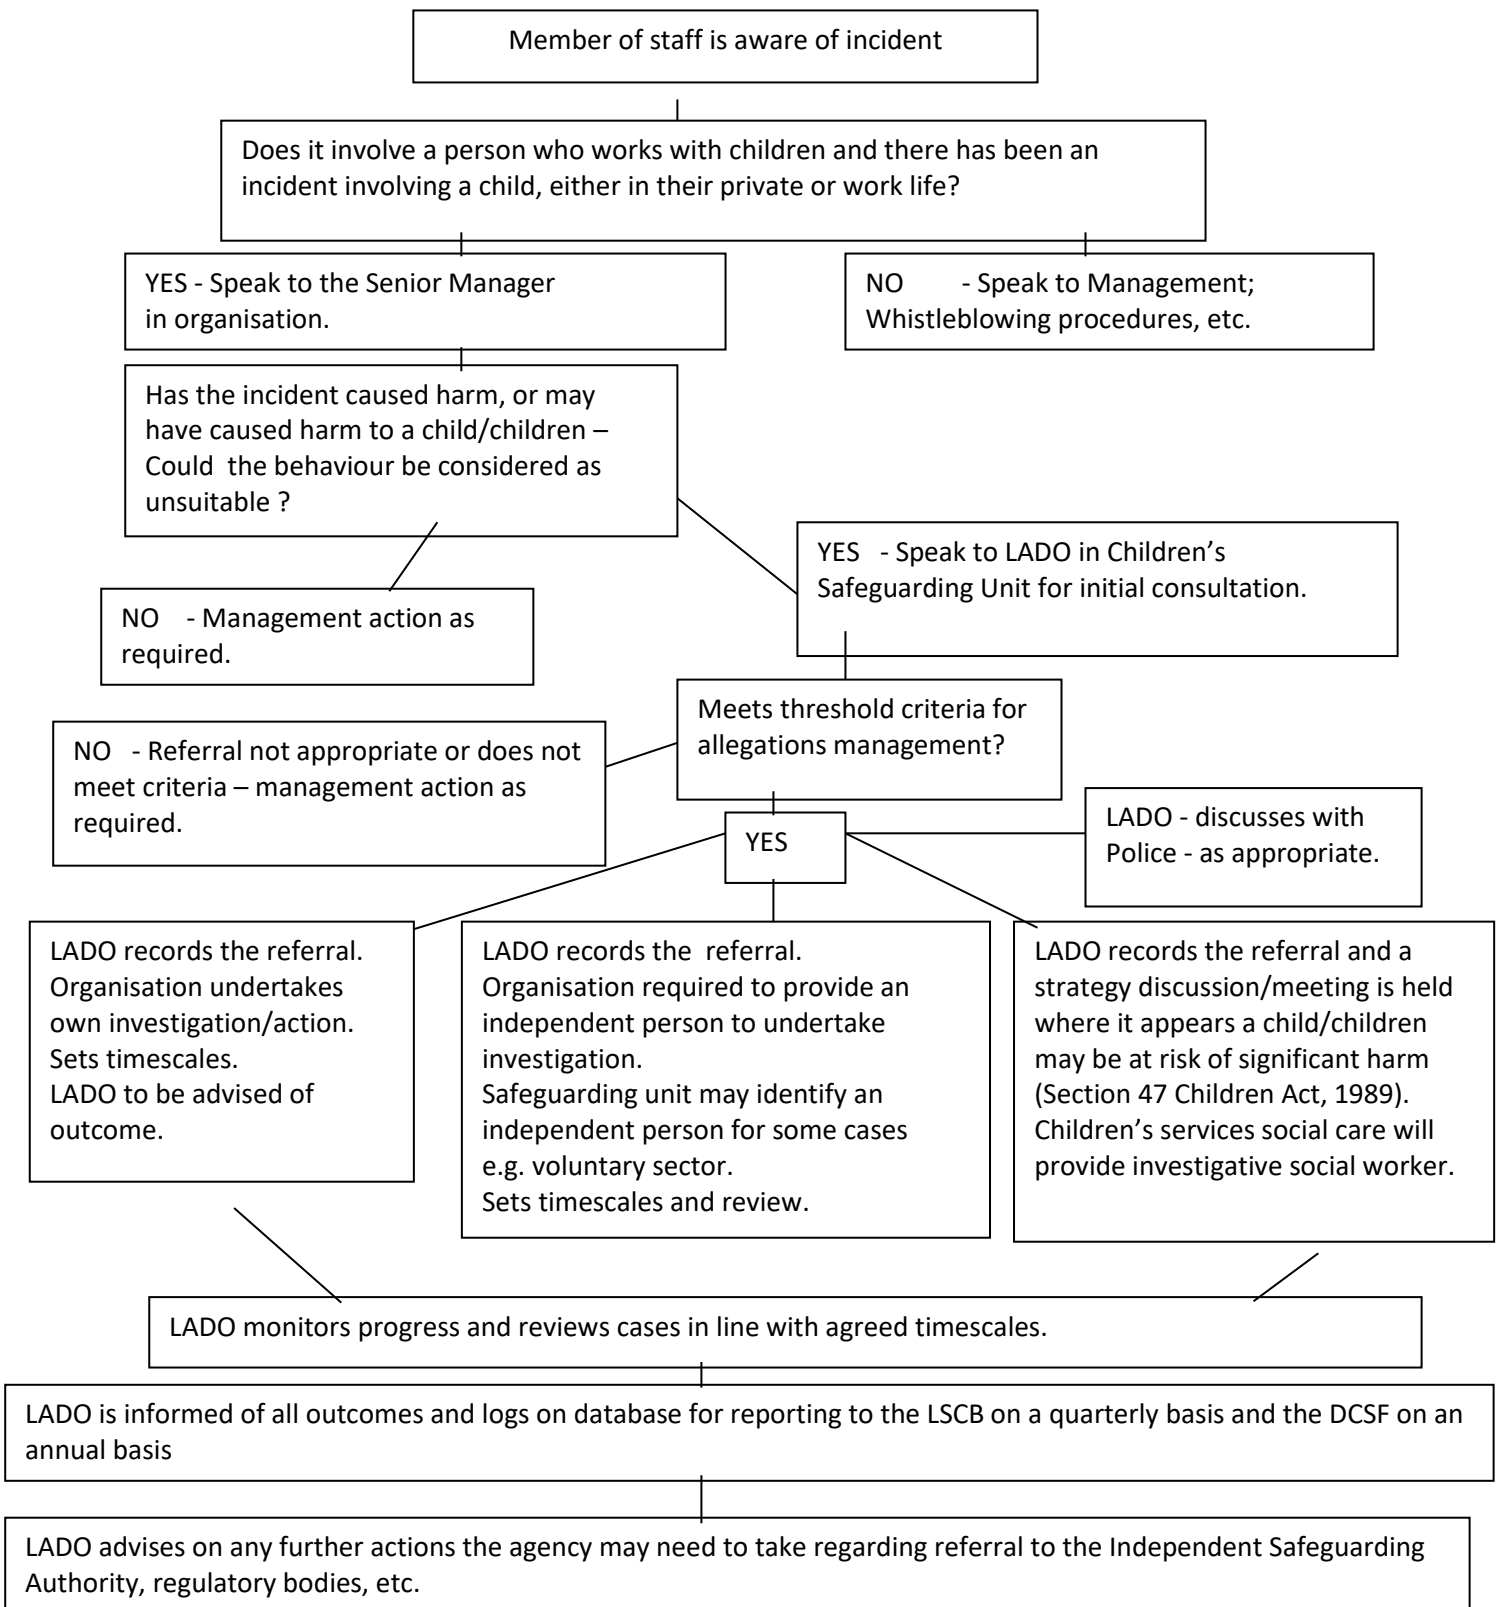 Member of staff is aware of incident
Does it involve a person who works with children and there has been an
incident involving a child, either in their private or work life?
YES - Speak to the Senior Manager
in organisation.
NO - Speak to Management;
Whistleblowing procedures, etc.
Has the incident caused harm, or may
have caused harm to a child/children –
Could the behaviour be considered as
unsuitable ?
YES - Speak to LADO in Children’s
Safeguarding Unit for initial consultation.
NO - Management action as
required.
Meets threshold criteria for
allegations management?
NO - Referral not appropriate or does not
meet criteria – management action as
required.
YES
LADO - discusses with
Police - as appropriate.
LADO records the referral.
Organisation undertakes
own investigation/action.
Sets timescales.
LADO to be advised of
outcome.
LADO records the referral.
Organisation required to provide an
independent person to undertake
investigation.
Safeguarding unit may identify an
independent person for some cases
e.g. voluntary sector.
Sets timescales and review.
LADO records the referral and a
strategy discussion/meeting is held
where it appears a child/children
may be at risk of significant harm
(Section 47 Children Act, 1989).
Children’s services social care will
provide investigative social worker.
LADO monitors progress and reviews cases in line with agreed timescales.
LADO is informed of all outcomes and logs on database for reporting to the LSCB on a quarterly basis and the DCSF on an
annual basis
LADO advises on any further actions the agency may need to take regarding referral to the Independent Safeguarding
Authority, regulatory bodies, etc.